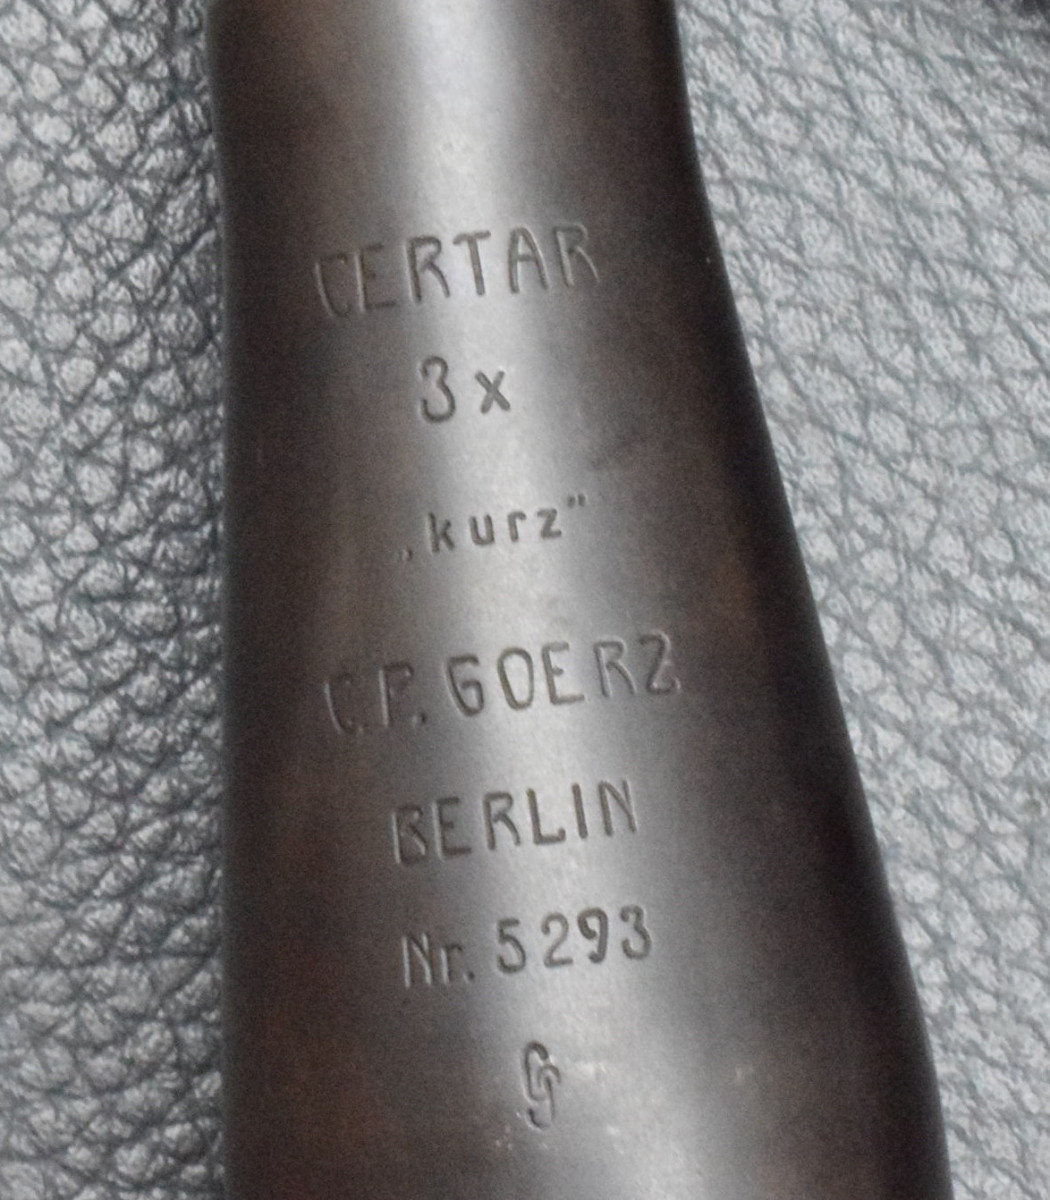 CERTAR
3x
„kurz“
C.P. GOERZ
BERLIN
Nr. 5293